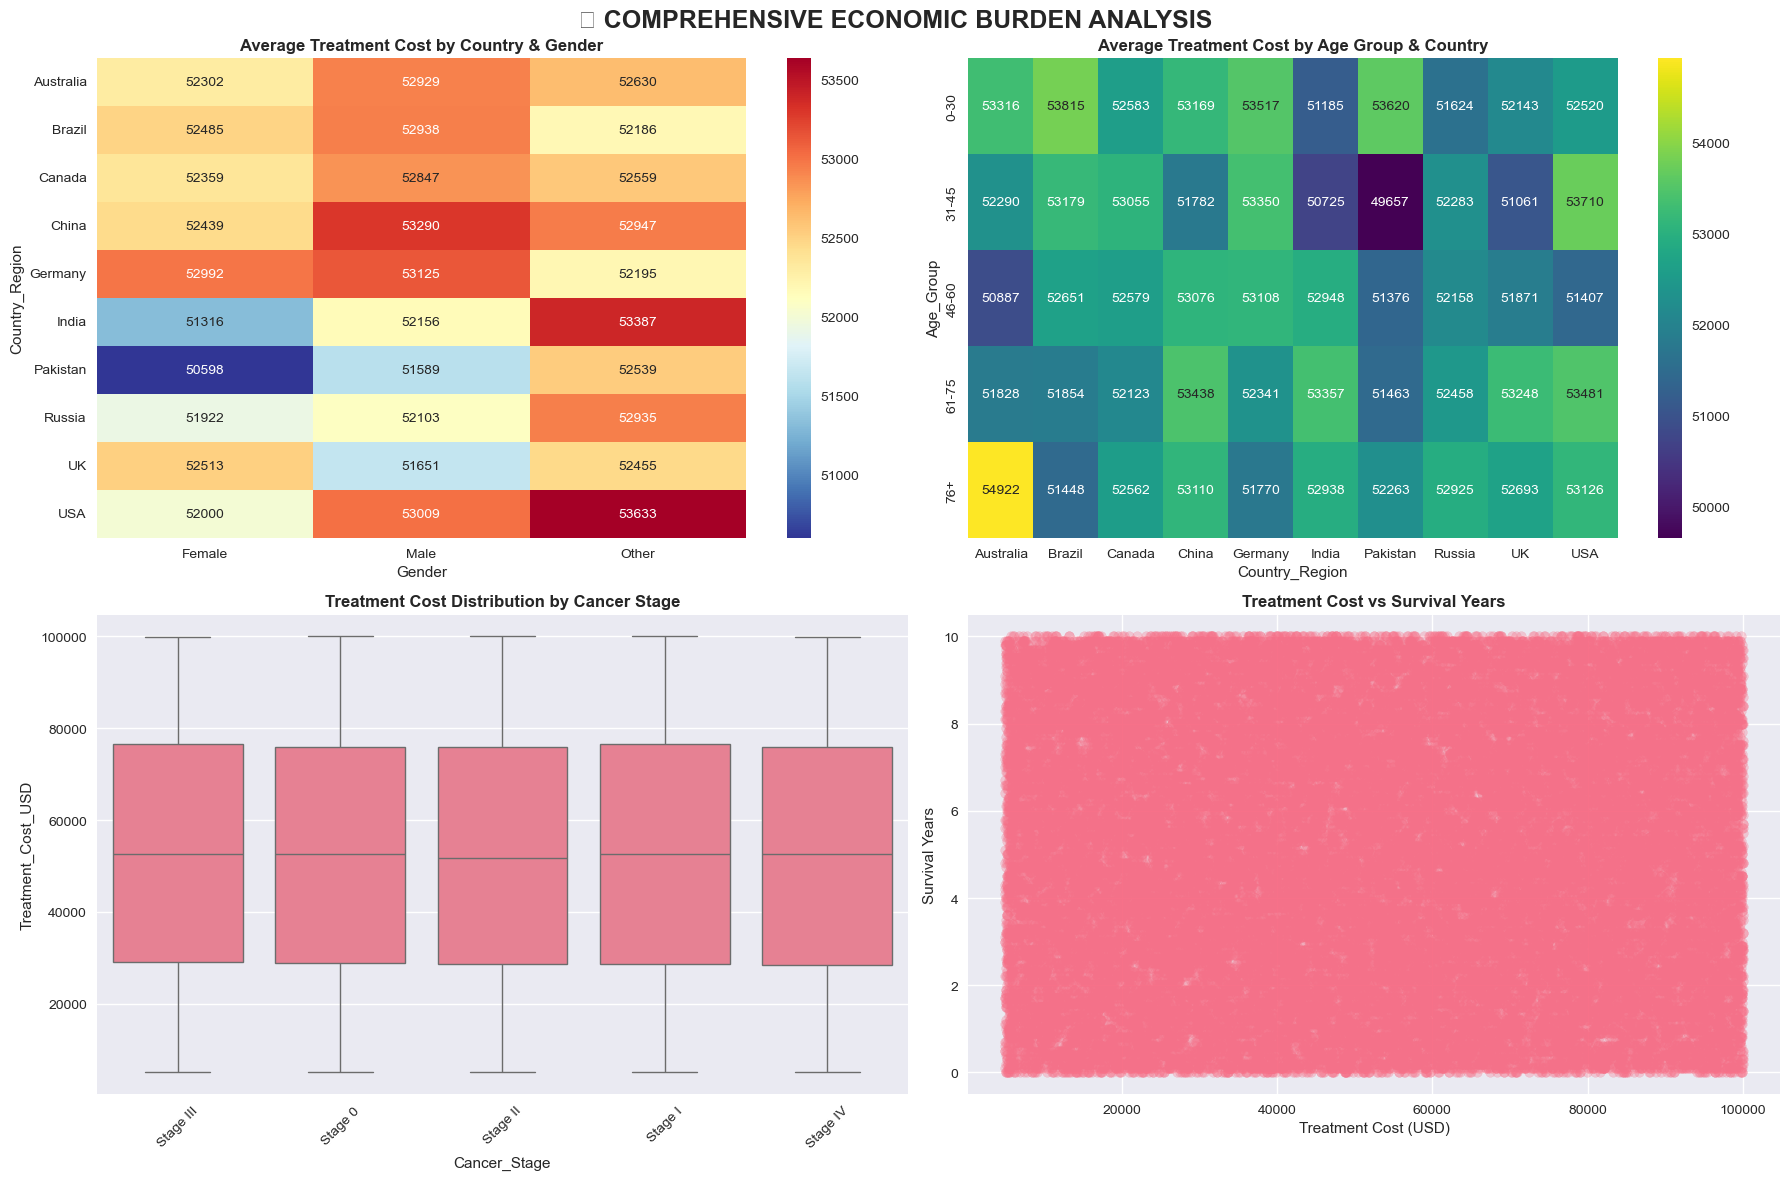 COMPREHENSIVE ECONOMIC BURDEN ANALYSIS
Average Treatment Cost by Country & Gender
Country_Region
Australia 52302 52929 52630
Brazil 52485 52938 52186
Canada 52359 52847 52559
China 52439 53290 52947
Germany 52992 53125 52195
India 51316 52156 53387
Pakistan 50598 51589 52539
Russia 51922 52103 52935
UK 52513 51651 52455
USA 52000 53009 53633
Female Male Other
Gender
53500
53000
52500
52000
51500
51000
Average Treatment Cost by Age Group & Country
Age_Group
0-30 53316 53815 52583 53169 53517 51185 53620 51624 52143 52520
31-45 52290 53179 53055 51782 53350 50725 49657 52283 51061 53710
46-60 50887 52651 52579 53076 53108 52948 51376 52158 51871 51407
61-75 51828 51854 52123 53438 52341 53357 51463 52458 53248 53481
76+ 54922 51448 52562 53110 51770 52938 52263 52925 52693 53126
Australia Brazil Canada China Germany India Pakistan Russia UK USA
Country_Region
54000
53000
52000
51000
50000
Treatment Cost Distribution by Cancer Stage
Treatment_Cost_USD
100000
80000
60000
40000
20000
Stage III Stage 0 Stage II Stage I Stage IV
Cancer_Stage
Treatment Cost vs Survival Years
Survival Years
10
8
6
4
2
0
20000 40000 60000 80000 100000
Treatment Cost (USD)